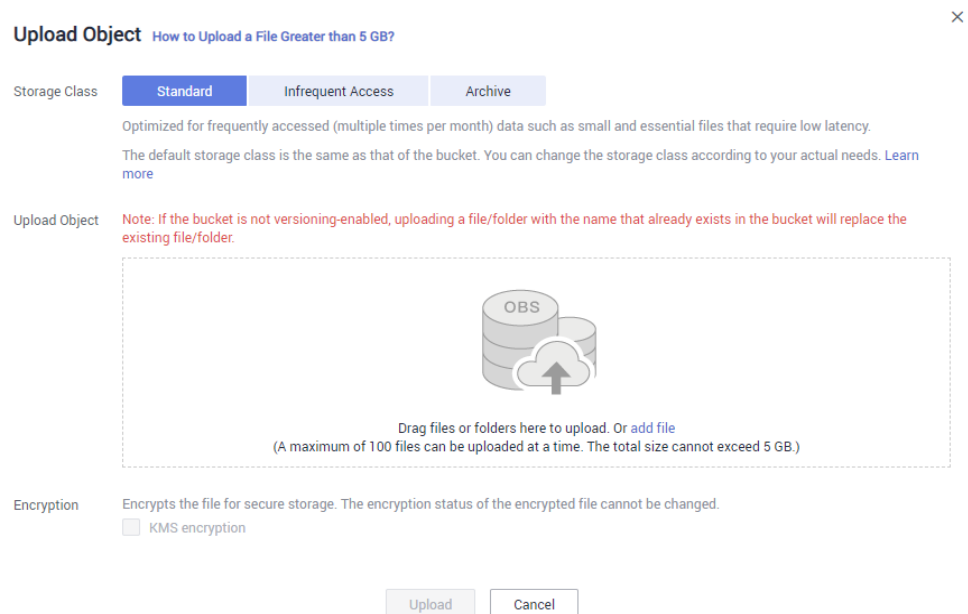 Upload Object How to Upload a File Greater than 5 GB?
Storage Class Standard Infrequent Access Archive
Optimized for frequently accessed (multiple times per month) data such as small and essential files that require low latency.
The default storage class is the same as that of the bucket. You can change the storage class according to your actual needs. Learn
more
Upload Object Note: If the bucket is not versioning-enabled, uploading a file/folder with the name that already exists in the bucket will replace the
existing file/folder.
OBS
Drag files or folders here to upload. Or add file
(A maximum of 100 files can be uploaded at a time. The total size cannot exceed 5 GB.)
Encryption Encrypts the file for secure storage. The encryption status of the encrypted file cannot be changed.
KMS encryption
Upload Cancel